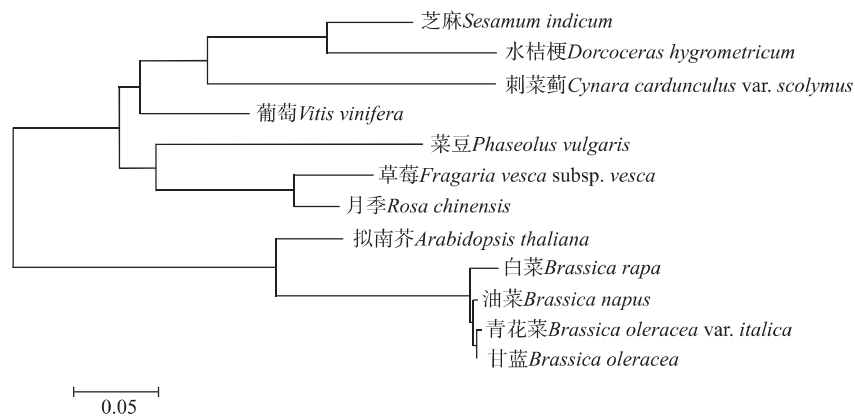 芝麻Sesamum indicum
水桔梗Dorcoceras hygrometricum
刺菜蓟Cynara cardunculus var. scolymus
葡萄Vitis vinifera
菜豆Phaseolus vulgaris
草莓Fragaria vesca subsp. vesca
月季Rosa chinensis
拟南芥Arabidopsis thaliana
白菜Brassica rapa
油菜Brassica napus
青花菜Brassica oleracea var. italica
甘蓝Brassica oleracea
0.05